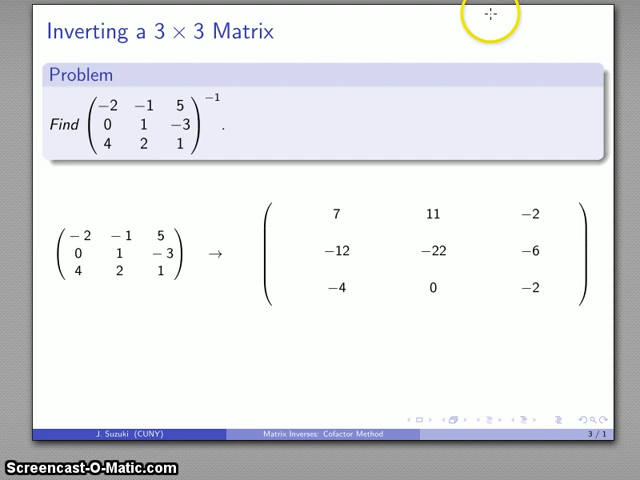 Inverting a 3 × 3 Matrix
Problem
Find
−2 −1 5
0 1 −3
4 2 1
−1
.
−2 −1 5
0 1 −3
4 2 1
→
7 11 −2
−12 −22 −6
−4 0 −2
J. Suzuki (CUNY) Matrix Inverses: Cofactor Method 3 / 1
Screencast-O-Matic.com